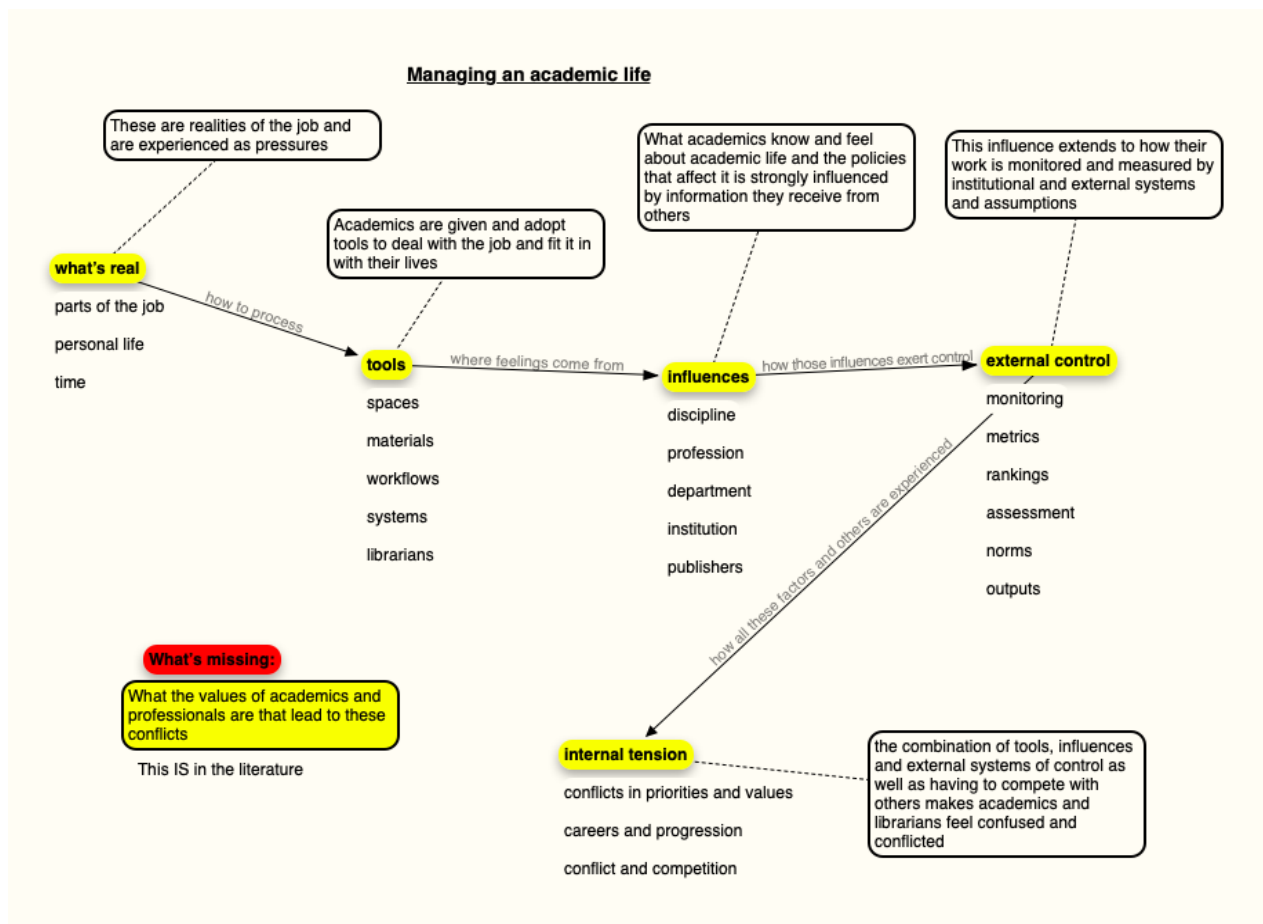 Managing an academic life
These are realities of the job and
are experienced as pressures
What academics know and feel
about academic life and the policies
that affect it is strongly influenced
by information they receive from
others
This influence extends to how their
work is monitored and measured by
institutional and external systems
and assumptions
Academics are given and adopt
tools to deal with the job and fit it in
with their lives
what's real
parts of the job
personal life
time
how to process
tools
spaces
materials
workflows
systems
librarians
where feelings come from
influences
discipline
profession
department
institution
publishers
how those influences exert control
external control
monitoring
metrics
rankings
assessment
norms
outputs
how all these factors and others are experienced
What's missing:
What the values of academics and
professionals are that lead to these
conflicts
This IS in the literature
internal tension
conflicts in priorities and values
careers and progression
conflict and competition
the combination of tools, influences
and external systems of control as
well as having to compete with
others makes academics and
librarians feel confused and
conflicted